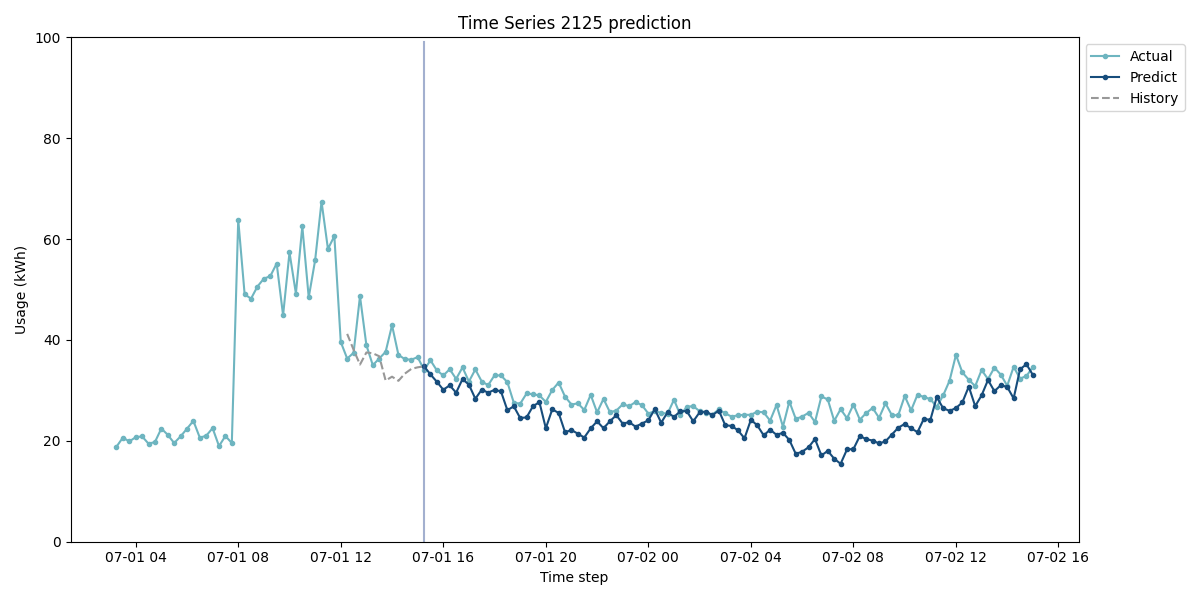 Time Series 2125 prediction
100
80
60
40
20
0
Usage (kWh)
07-01 04
07-01 08
07-01 12
07-01 16
07-01 20
07-02 00
07-02 04
07-02 08
07-02 12
07-02 16
Time step
Actual
Predict
History